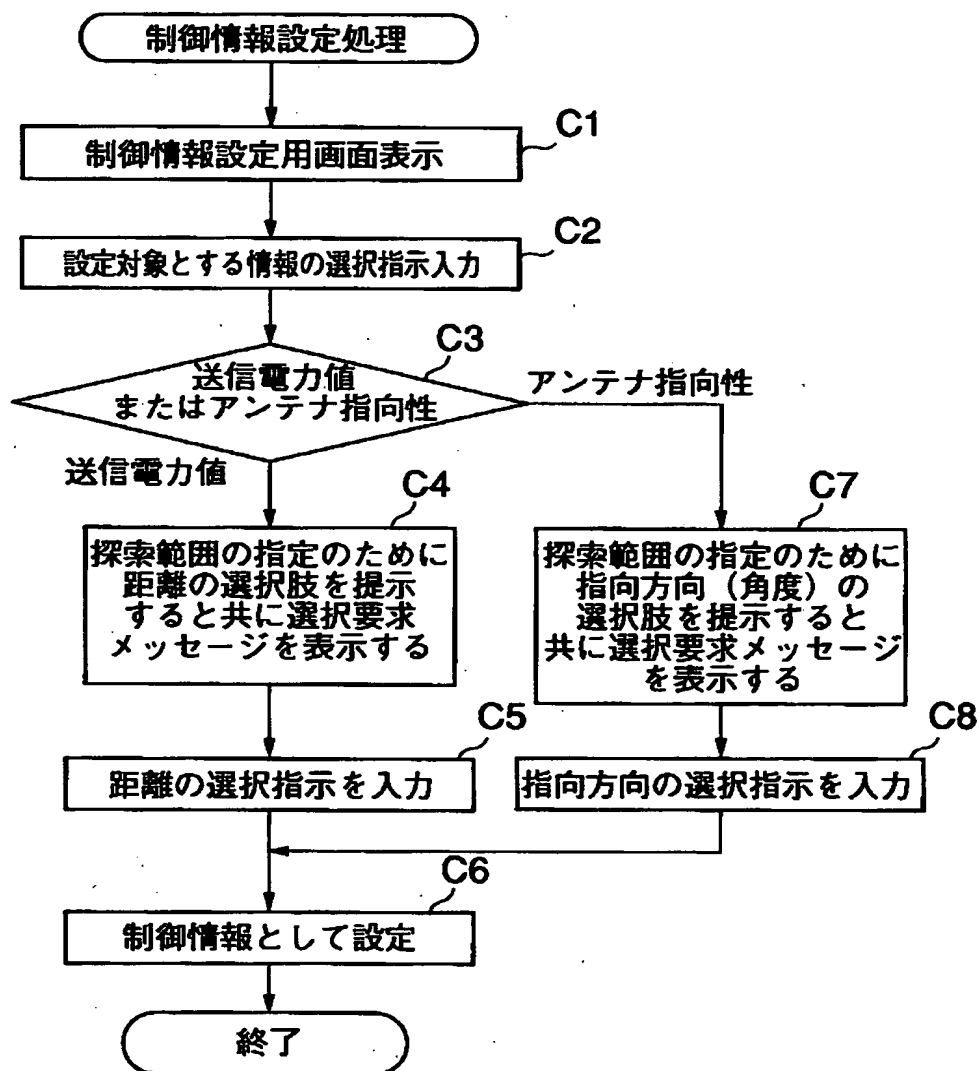 制御情報設定処理
C1
制御情報設定用画面表示
C2
設定対象とする情報の選択指示入力
C3
送信電力値
またはアンテナ指向性
アンテナ指向性
送信電力値
C4
探索範囲の指定のために
距離の選択肢を提示
すると共に選択要求
メッセージを表示する
C7
探索範囲の指定のために
指向方向（角度）の
選択肢を提示すると
共に選択要求メッセージ
を表示する
C5
距離の選択指示を入力
C8
指向方向の選択指示を入力
C6
制御情報として設定
終了